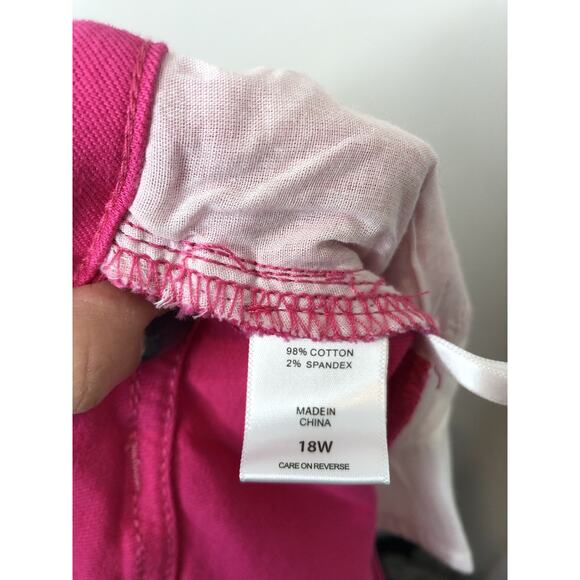 98% COTTON
2% SPANDEX
MADE IN
CHINA
18W
CARE ON REVERSE